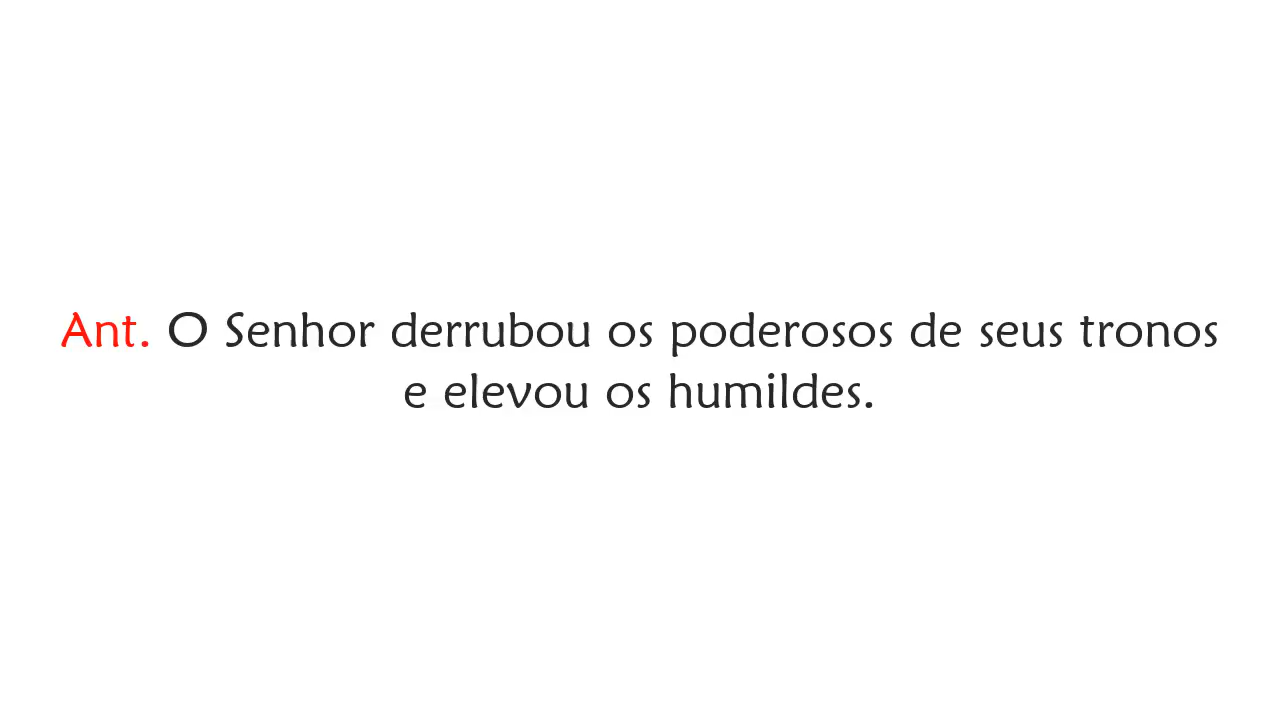 Ant. O Senhor derrubou os poderosos de seus tronos
e elevou os humildes.